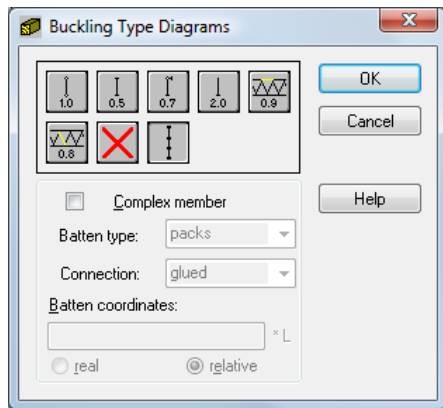 Buckling Type Diagrams
1.0 0.5 0.7 2.0 0.9
0.8
OK
Cancel
Help
Complex member
Batten type: packs
Connection: glued
Batten coordinates:
* L
real relative